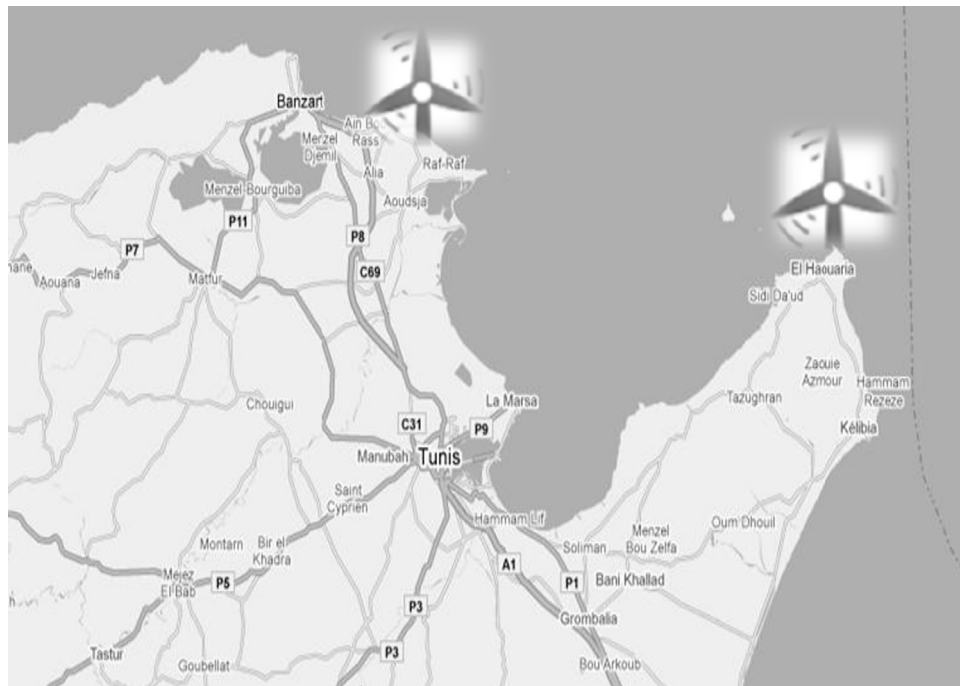 Banzart
Ain Bo
Rass
Merzel
Djemil
Raf-Raf
Alia
Menzel-Bourguiba
Aoudsja
P11
P8
P7
C69
Jefna
Aouana
Matfur
El Haouaria
Sidi Da'ud
Zaouie
Azmour
Hammam
Rezeze
Tazughran
Chouigui
La Marsa
C31
P9
Kélibia
Manubah
Tunis
Saint
Cyprien
Hammam Lif
Oum Dhouil
Menzel
Bou Zelfa
Montarn
Bir el-
Khadra
Soliman
A1
Mejez
El Bab
P5
P1
Bani Khallad
P3
Grombalia
P3
Tastur
Goubellat
Bou Arkoub